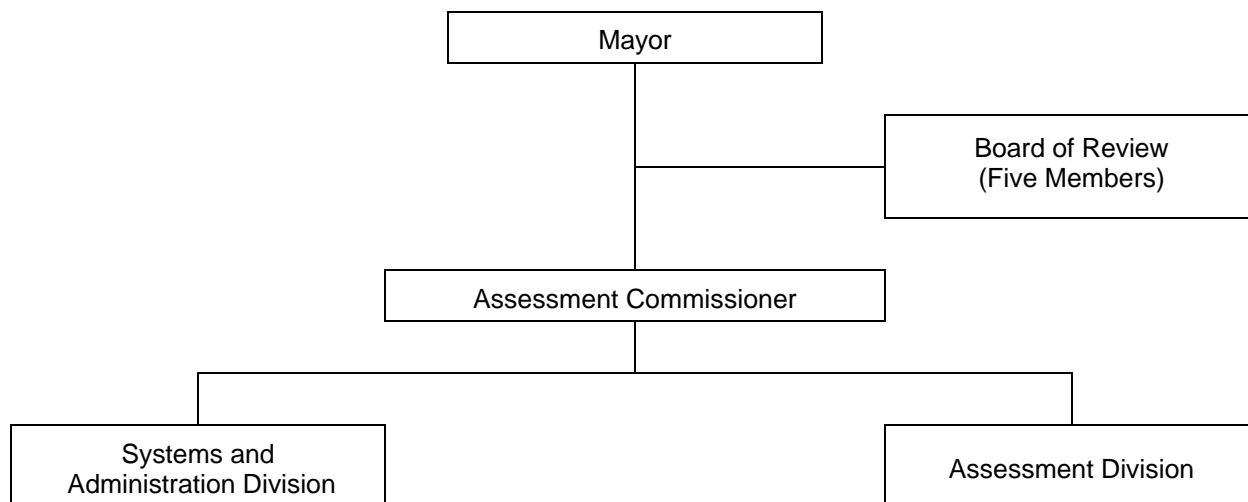 Mayor
Board of Review
(Five Members)
Assessment Commissioner
Systems and
Administration Division
Assessment Division